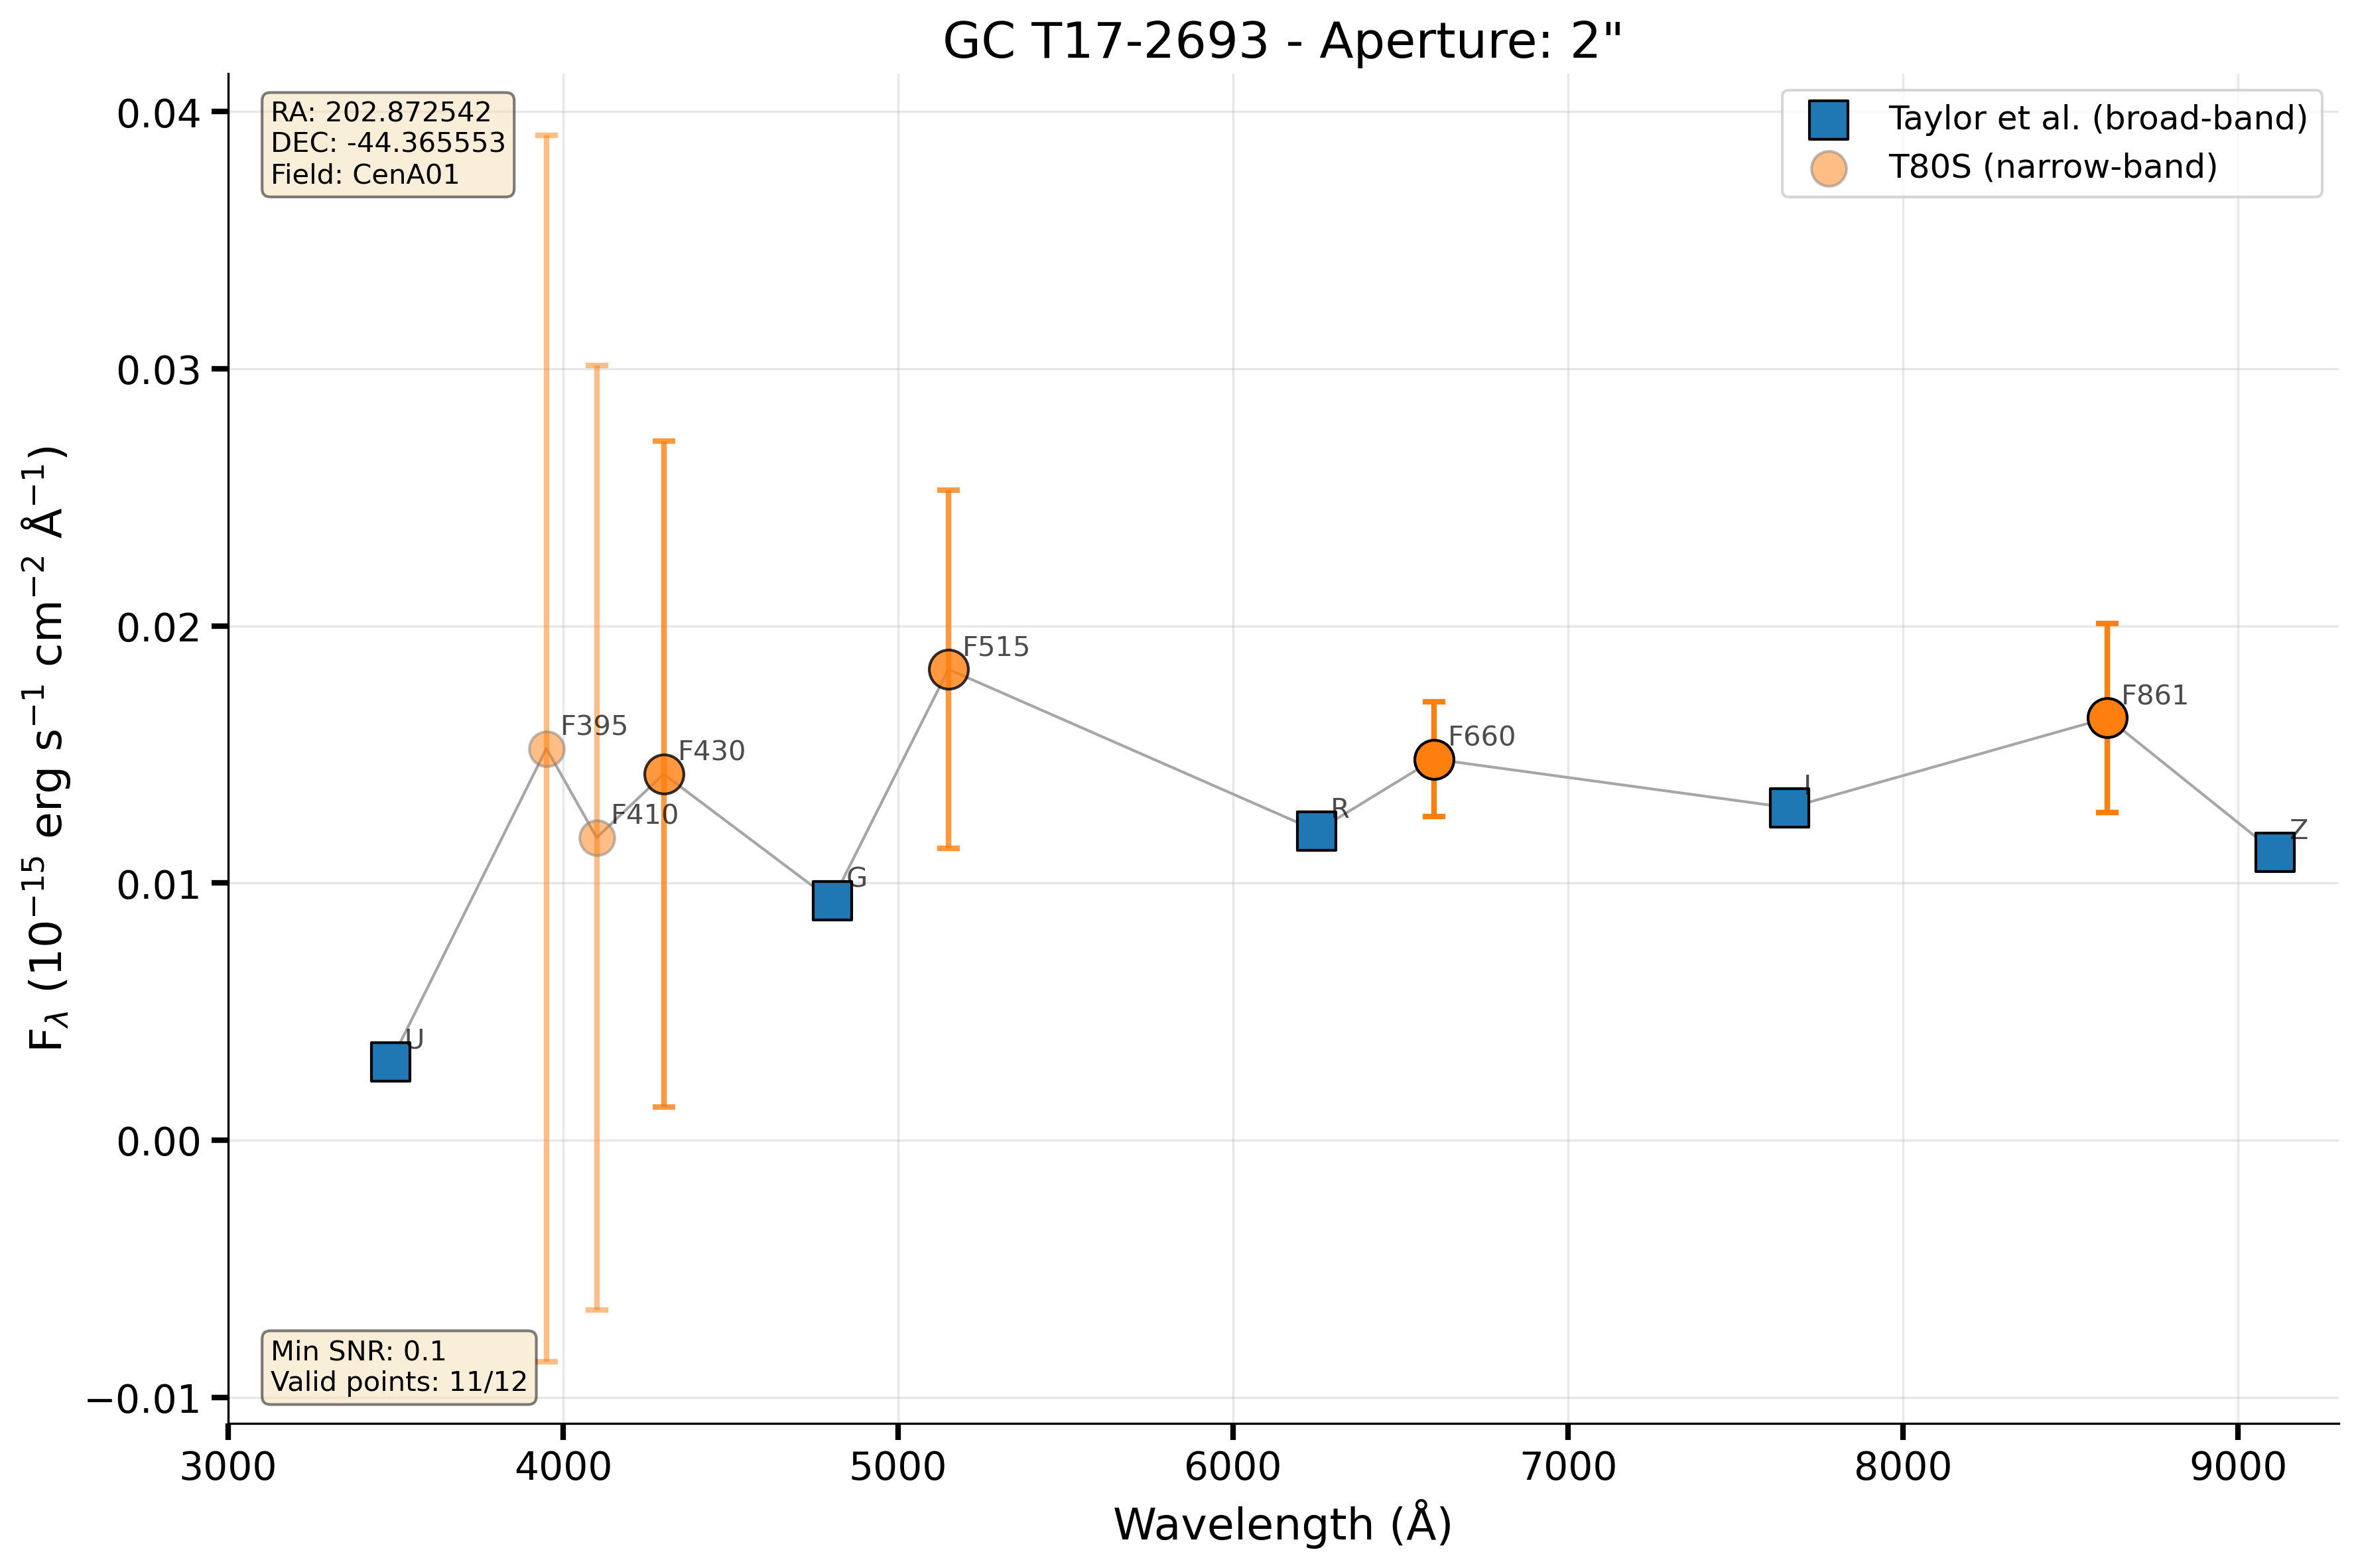 GC T17-2693 - Aperture: 2"
RA: 202.872542
DEC: -44.365553
Field: CenA01
Taylor et al. (broad-band)
T80S (narrow-band)
0.04
0.03
0.02
0.01
0.00
−0.01
F_λ (10⁻¹⁵ erg s⁻¹ cm⁻² Å⁻¹)
U
F395
F410
F430
G
F515
R
F660
I
F861
Z
Min SNR: 0.1
Valid points: 11/12
3000
4000
5000
6000
7000
8000
9000
Wavelength (Å)